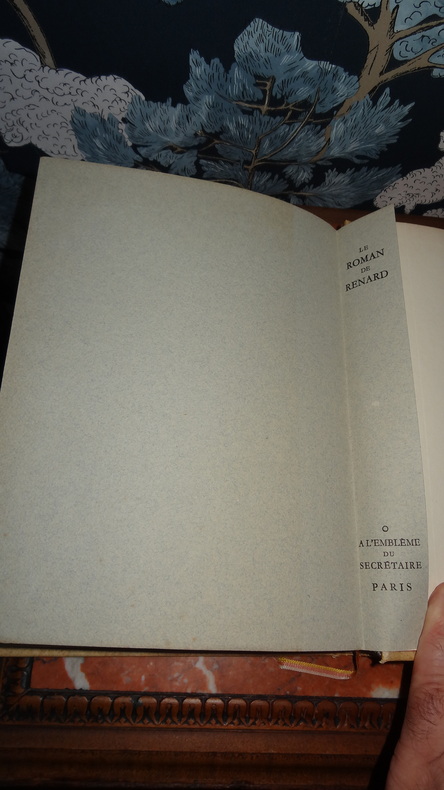 LE
ROMAN
DE
RENARD
A L'EMBLÈME
DU
SECRÉTAIRE
PARIS